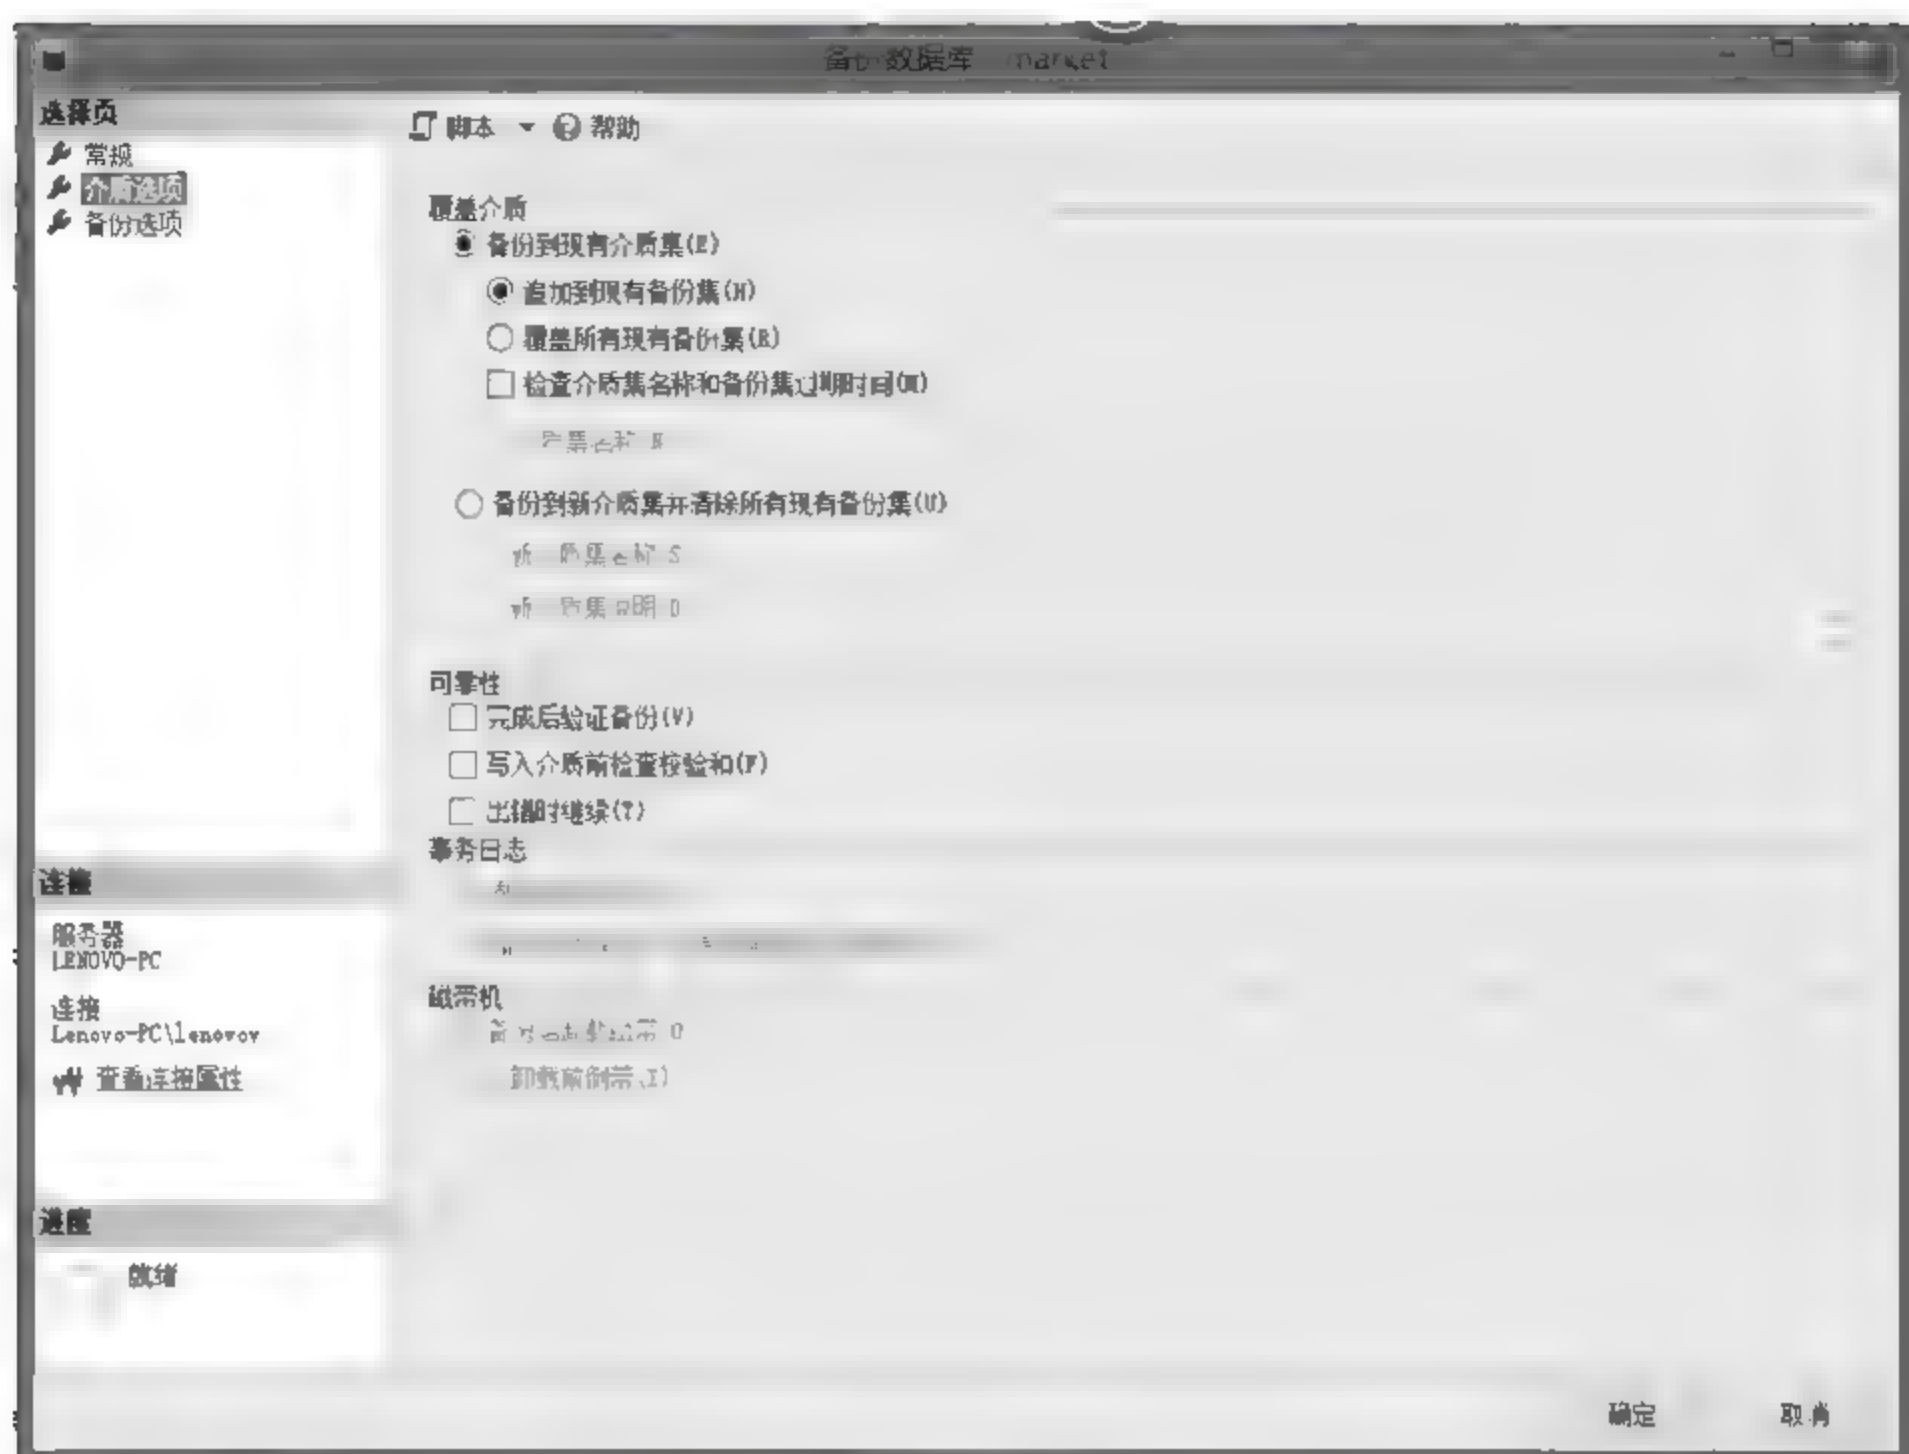 备份数据库 market
选择页
常规
介质选项
备份选项
脚本 帮助
覆盖介质
备份到现有介质集(E)
追加到现有备份集(H)
覆盖所有现有备份集(R)
检查介质集名称和备份集过期时间(M)
备份到新介质集并清除所有现有备份集(U)
可靠性
完成后验证备份(V)
写入介质前检查校验和(F)
出错时继续(T)
事务日志
磁带机
卸载前倒带(I)
连接
服务器
LENOVO-PC
连接
Lenovo-PC\lenovov
查看连接属性
进度
就绪
确定
取消